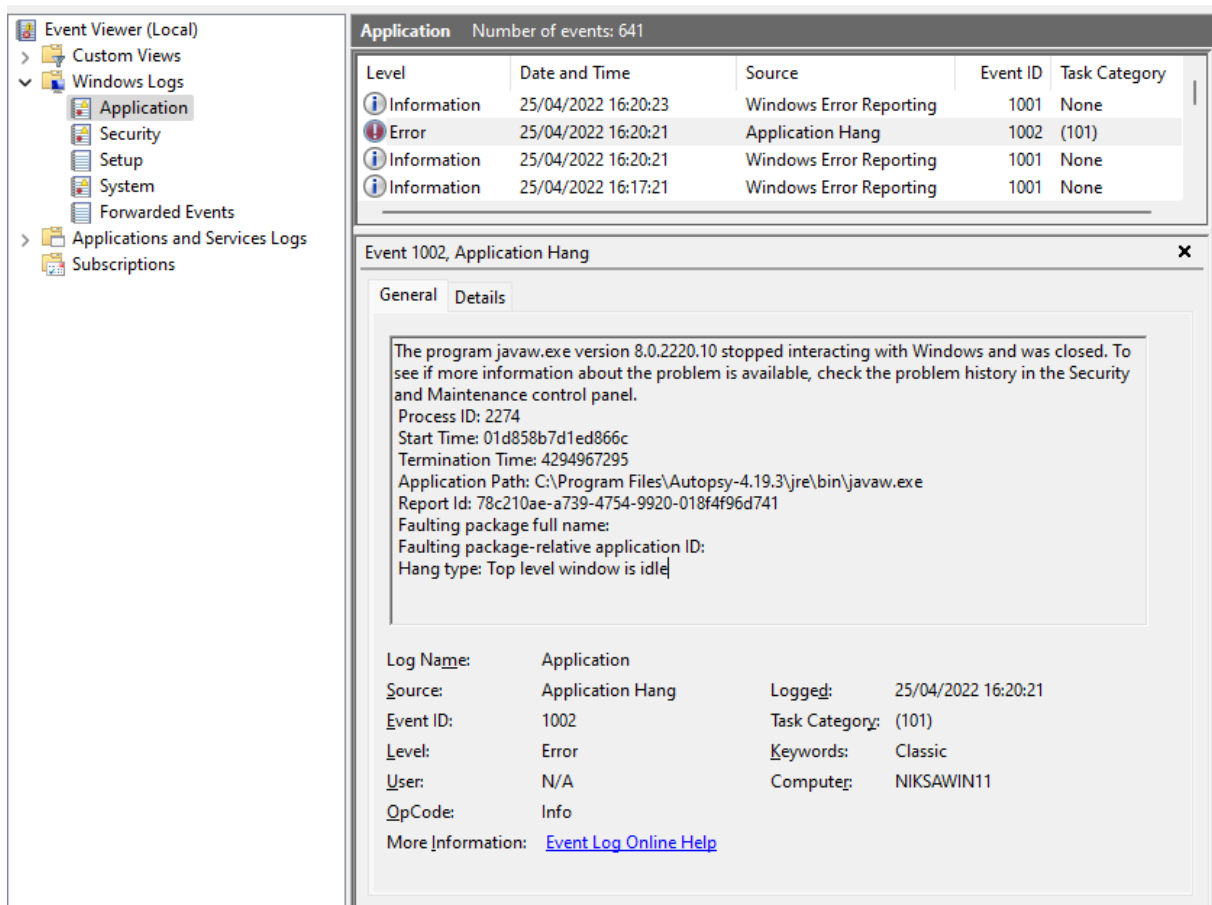 Event Viewer (Local)
Custom Views
Windows Logs
Application
Security
Setup
System
Forwarded Events
Applications and Services Logs
Subscriptions
Application Number of events: 641
Level Date and Time Source Event ID Task Category
Information 25/04/2022 16:20:23 Windows Error Reporting 1001 None
Error 25/04/2022 16:20:21 Application Hang 1002 (101)
Information 25/04/2022 16:20:21 Windows Error Reporting 1001 None
Information 25/04/2022 16:17:21 Windows Error Reporting 1001 None
Event 1002, Application Hang
General Details
The program javaw.exe version 8.0.2220.10 stopped interacting with Windows and was closed. To
see if more information about the problem is available, check the problem history in the Security
and Maintenance control panel.
Process ID: 2274
Start Time: 01d858b7d1ed866c
Termination Time: 4294967295
Application Path: C:\Program Files\Autopsy-4.19.3\jre\bin\javaw.exe
Report Id: 78c210ae-a739-4754-9920-018f4f96d741
Faulting package full name:
Faulting package-relative application ID:
Hang type: Top level window is idle
Log Name: Application
Source: Application Hang Logged: 25/04/2022 16:20:21
Event ID: 1002 Task Category: (101)
Level: Error Keywords: Classic
User: N/A Computer: NIKSAWIN11
OpCode: Info
More Information: Event Log Online Help